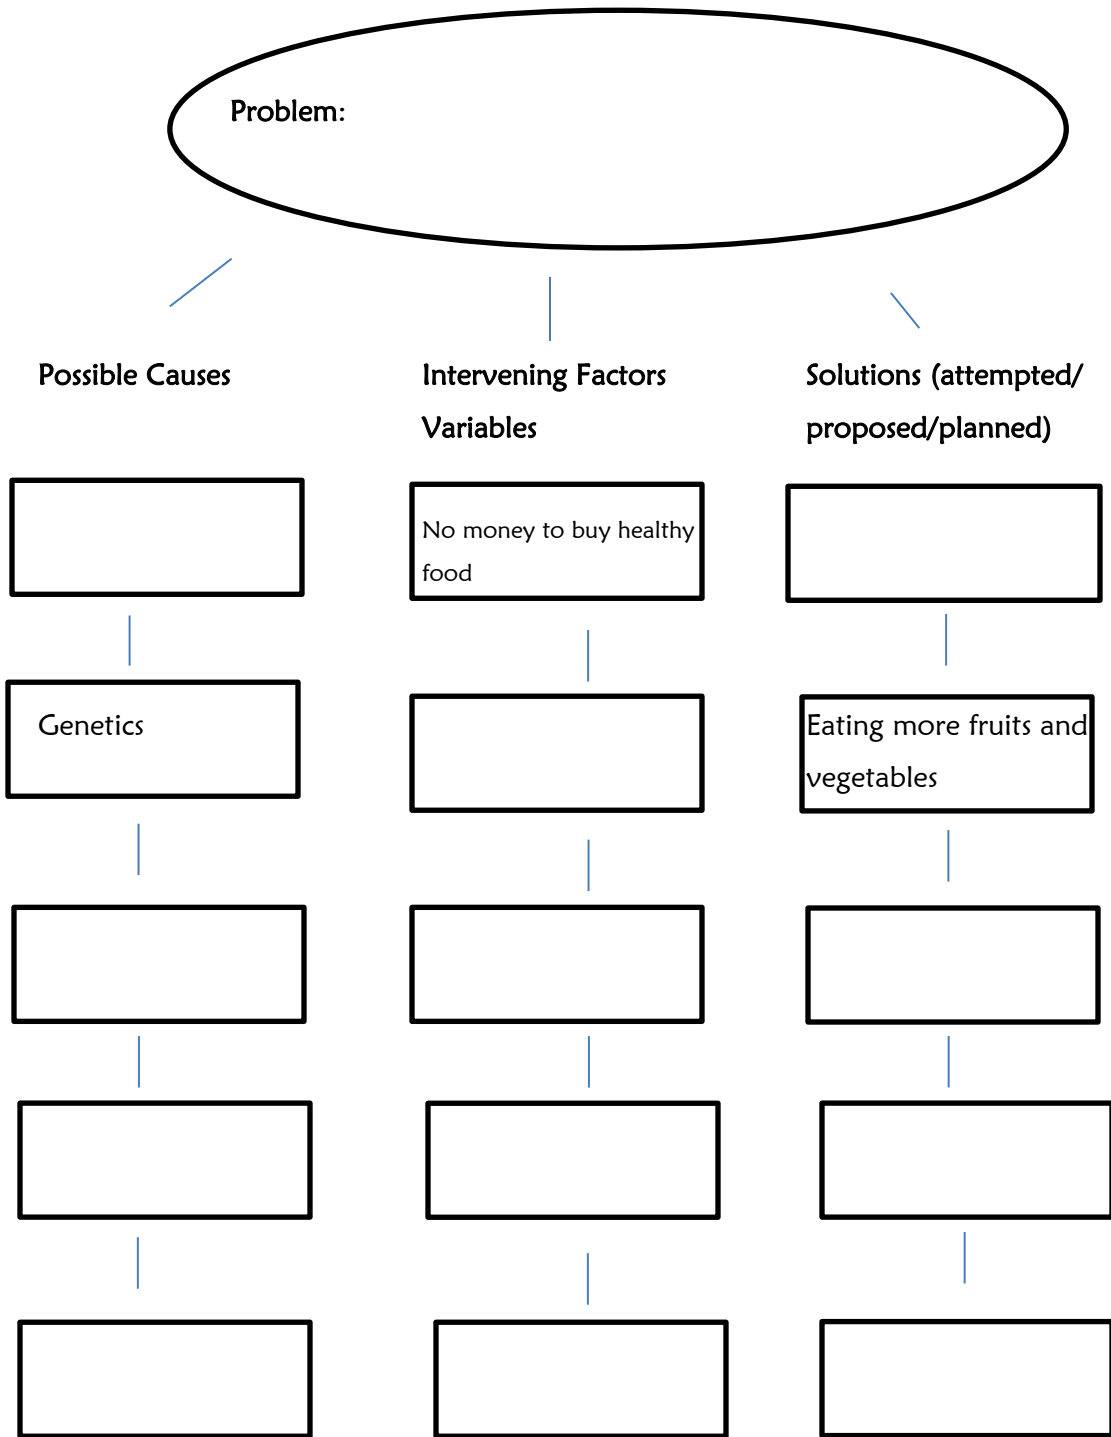 Problem:
Possible Causes
Intervening Factors
Variables
Solutions (attempted/
proposed/planned)
No money to buy healthy
food
Genetics
Eating more fruits and
vegetables